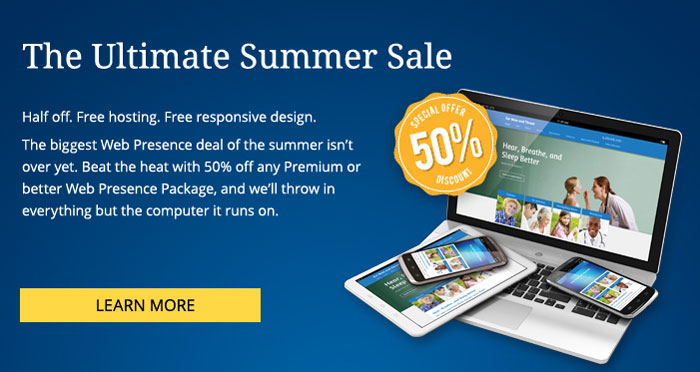 The Ultimate Summer Sale
Half off. Free hosting. Free responsive design.
The biggest Web Presence deal of the summer isn't
over yet. Beat the heat with 50% off any Premium or
better Web Presence Package, and we'll throw in
everything but the computer it runs on.
LEARN MORE
SPECIAL OFFER
50%
DISCOUNT
Hear, Breathe, and
Sleep Better
Hear,
Sleep